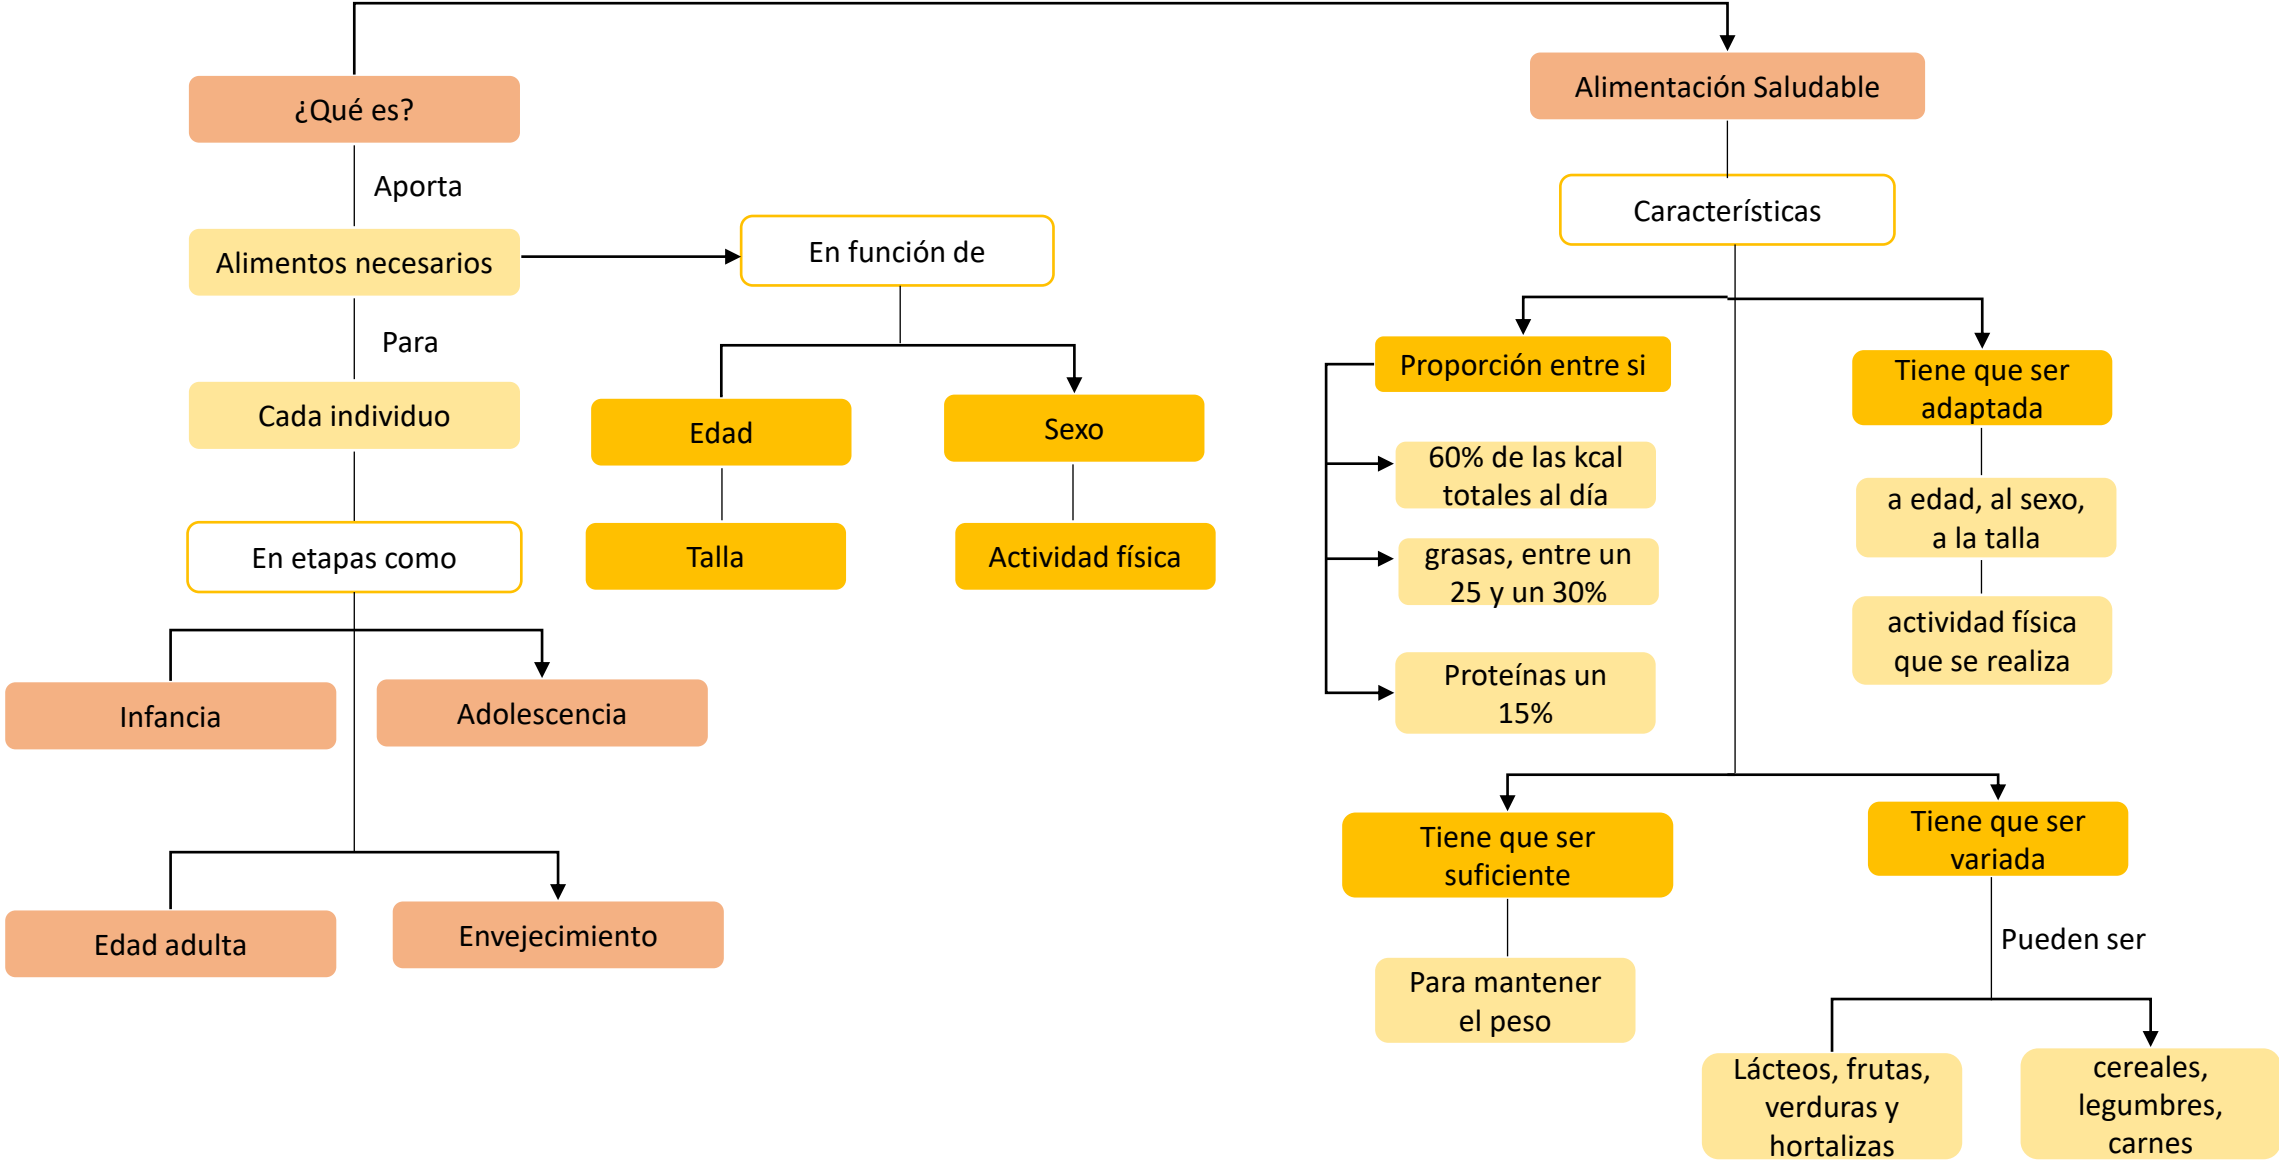 ¿Qué es?
Aporta
Alimentos necesarios
Para
Cada individuo
En etapas como
Infancia
Adolescencia
Edad adulta
Envejecimiento
En función de
Edad
Sexo
Talla
Actividad física
Alimentación Saludable
Características
Proporción entre si
60% de las kcal
totales al día
grasas, entre un
25 y un 30%
Proteínas un
15%
Tiene que ser
adaptada
a edad, al sexo,
a la talla
actividad física
que se realiza
Tiene que ser
suficiente
Para mantener
el peso
Tiene que ser
variada
Pueden ser
Lácteos, frutas,
verduras y
hortalizas
cereales,
legumbres,
carnes